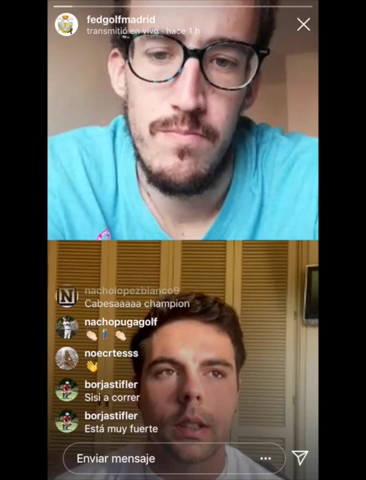 fedgolfmadrid
transmitió en vivo · hace 1 h
nacholopezblanco9
Cabesaaaaa champion
nachopugagolf
👏🏻🏌️👏🏻
noecrtesss
👋
borjastifler
Sisi a correr
borjastifler
Está muy fuerte
Enviar mensaje